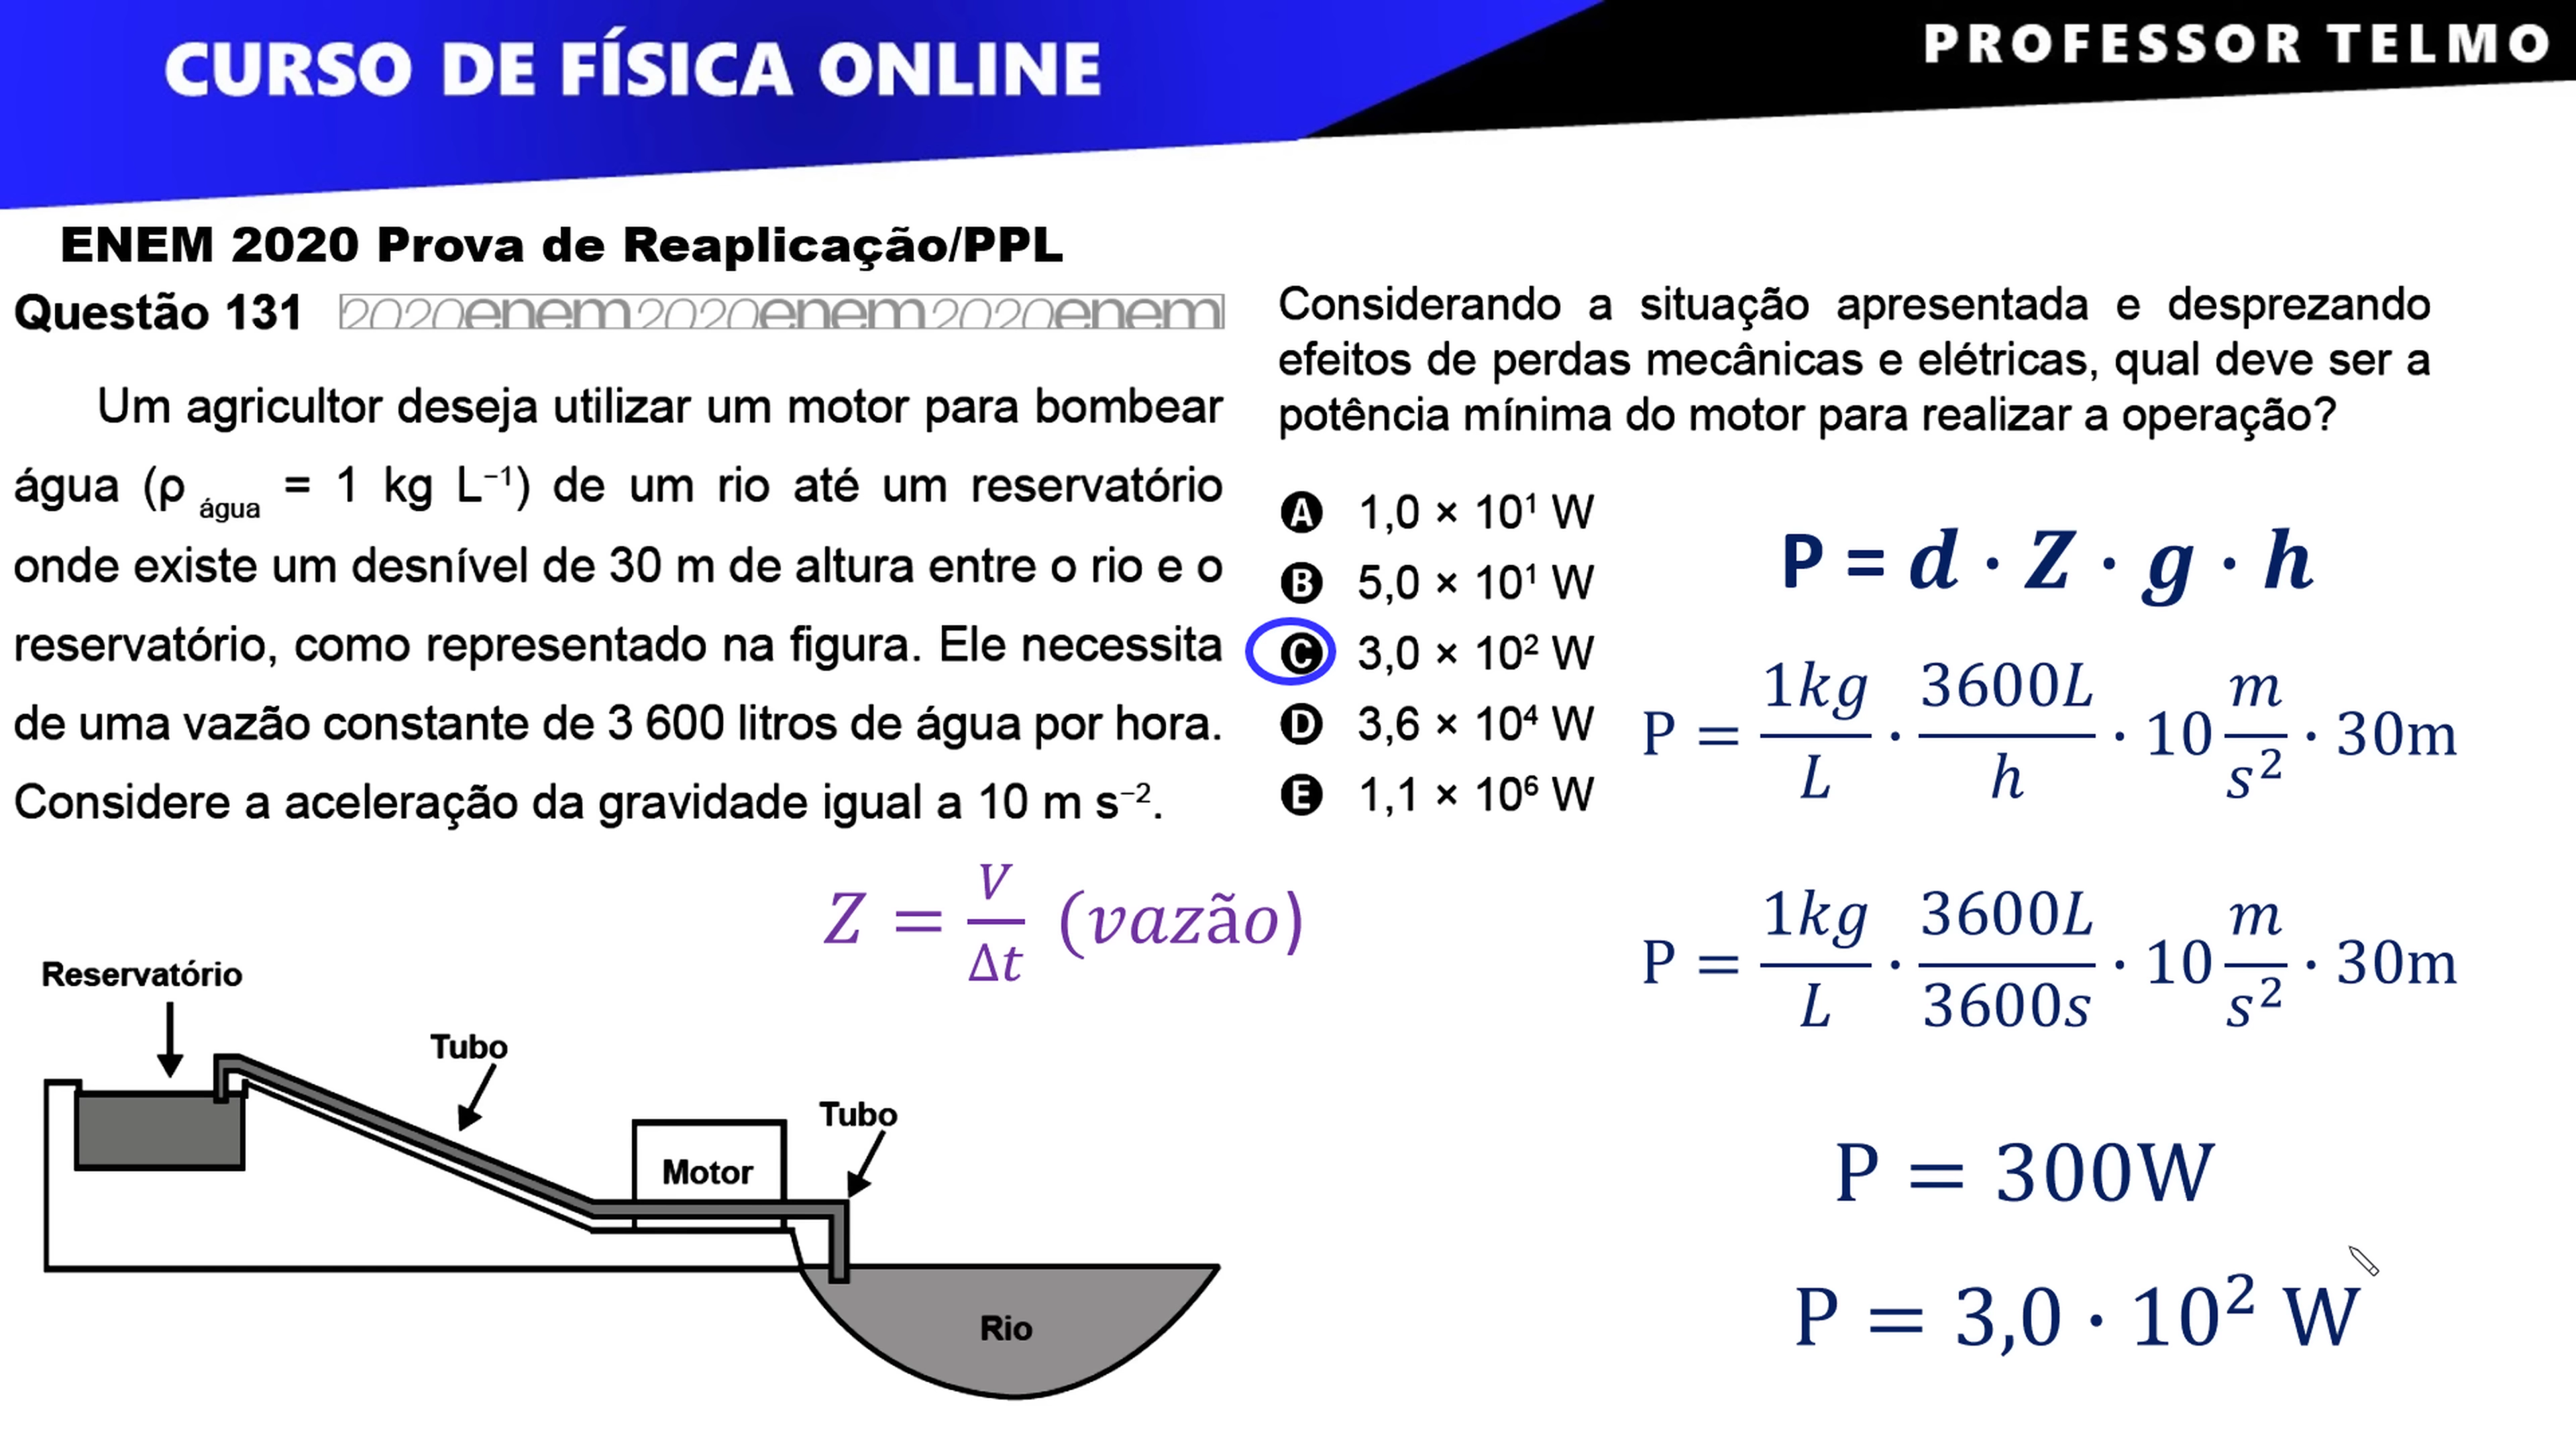 CURSO DE FÍSICA ONLINE
PROFESSOR TELMO
ENEM 2020 Prova de Reaplicação/PPL
Questão 131 2020enem2020enem2020enem
Um agricultor deseja utilizar um motor para bombear
água (ρ água = 1 kg L⁻¹) de um rio até um reservatório
onde existe um desnível de 30 m de altura entre o rio e o
reservatório, como representado na figura. Ele necessita
de uma vazão constante de 3 600 litros de água por hora.
Considere a aceleração da gravidade igual a 10 m s⁻².
Z = V/Δt (vazão)
Reservatório
Tubo
Tubo
Motor
Rio
Considerando a situação apresentada e desprezando
efeitos de perdas mecânicas e elétricas, qual deve ser a
potência mínima do motor para realizar a operação?
A 1,0 × 10¹ W
B 5,0 × 10¹ W
C 3,0 × 10² W
D 3,6 × 10⁴ W
E 1,1 × 10⁶ W
P = d · Z · g · h
P = 1kg/L · 3600L/h · 10 m/s² · 30m
P = 1kg/L · 3600L/3600s · 10 m/s² · 30m
P = 300W
P = 3,0 · 10² W